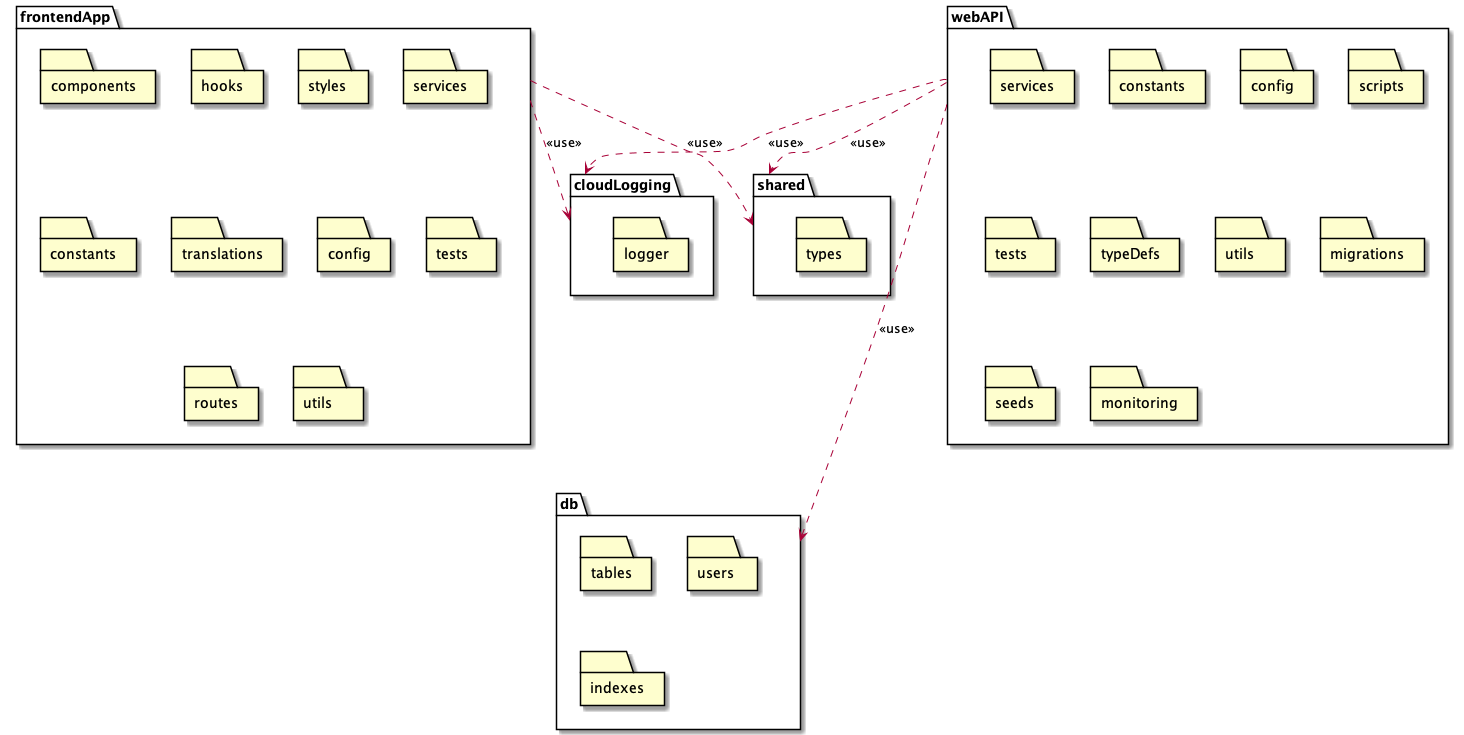 frontendApp
components
hooks
styles
services
constants
translations
config
tests
routes
utils
webAPI
services
constants
config
scripts
tests
typeDefs
utils
migrations
seeds
monitoring
«use»
«use»
«use»
«use»
cloudLogging
logger
shared
types
«use»
db
tables
users
indexes